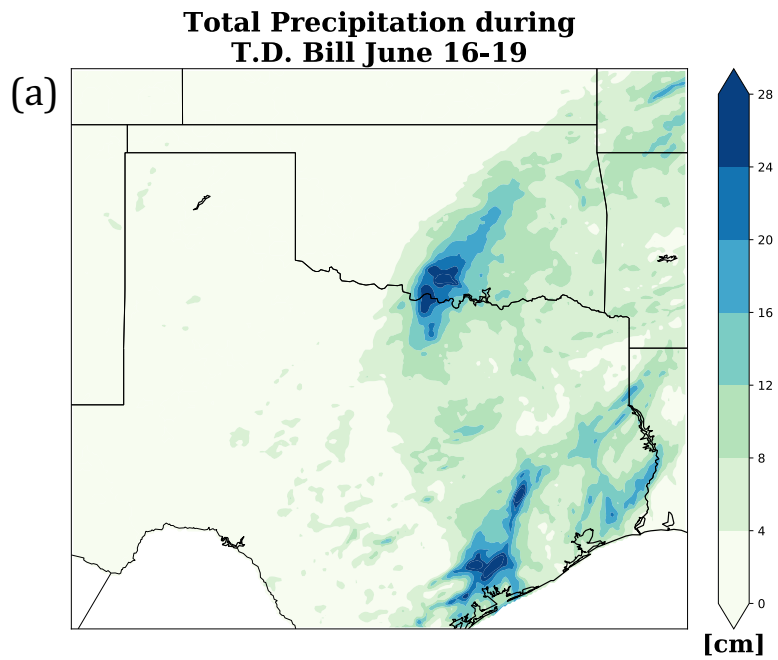 Total Precipitation during
T.D. Bill June 16-19
(a)
28
24
20
16
12
8
4
0
[cm]